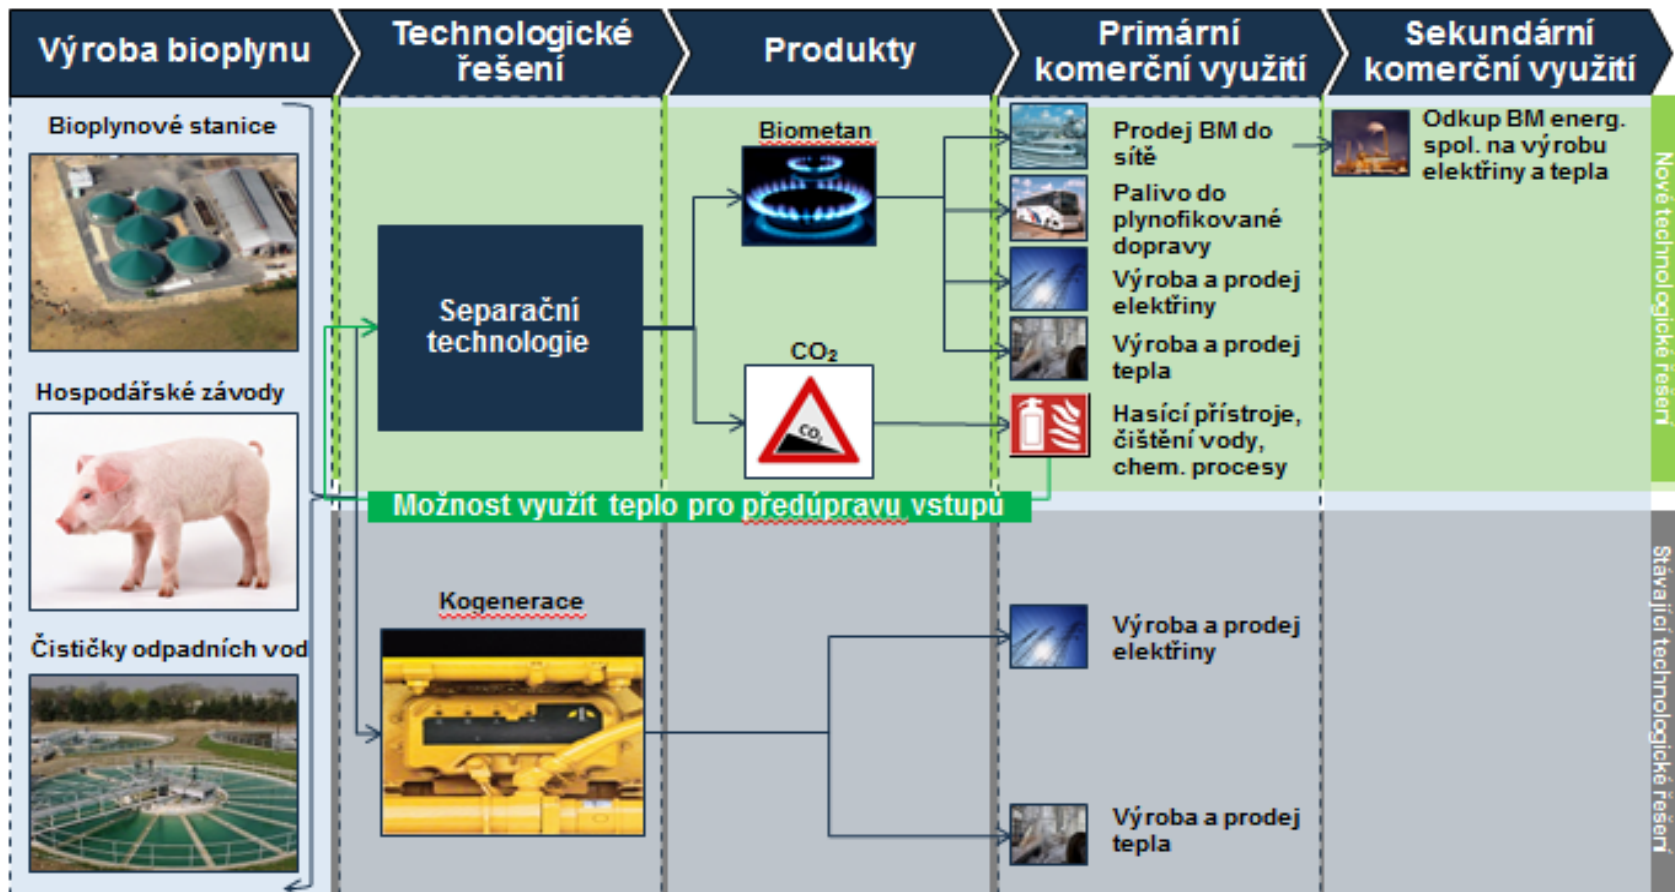 Výroba bioplynu
Technologické
řešení
Produkty
Primární
komerční využití
Sekundární
komerční využití
Bioplynové stanice
Hospodářské závody
Čističky odpadních vod
Separační
technologie
Kogenerace
Biometan
CO₂
CO₂
Možnost využít teplo pro předúpravu vstupů
Prodej BM do
sítě
Palivo do
plynofikované
dopravy
Výroba a prodej
elektřiny
Výroba a prodej
tepla
Hasící přístroje,
čištění vody,
chem. procesy
Výroba a prodej
elektřiny
Výroba a prodej
tepla
Odkup BM energ.
spol. na výrobu
elektřiny a tepla
Nové technologické řešení
Stávající technologické řešení